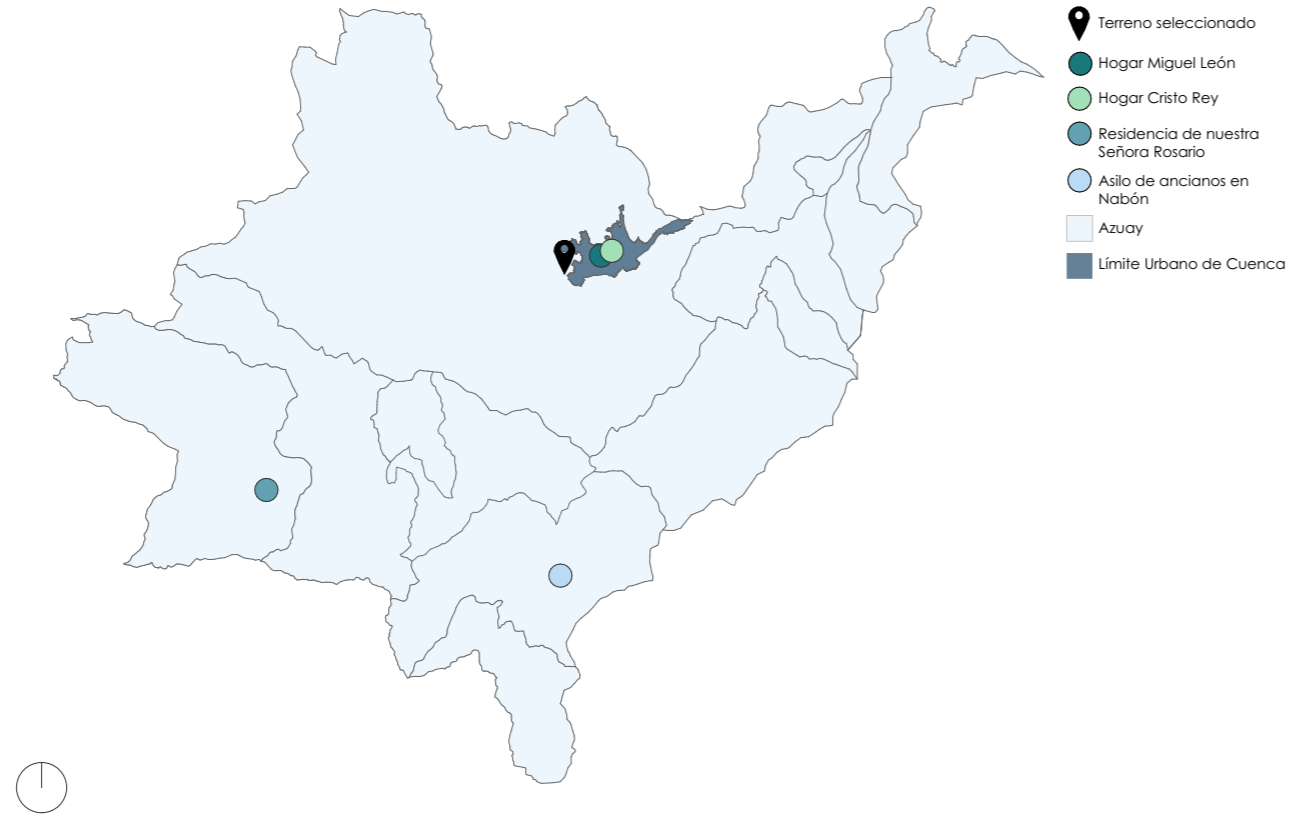 Terreno seleccionado
Hogar Miguel León
Hogar Cristo Rey
Residencia de nuestra
Señora Rosario
Asilo de ancianos en
Nabón
Azuay
Límite Urbano de Cuenca